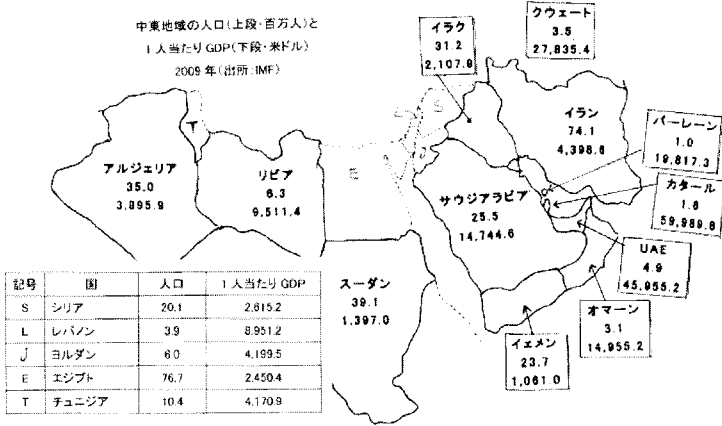 中東地域の人口(上段・百万人)と
1人当たりGDP(下段・米ドル)
2009年(出所:IMF)
イラク
31.2
2,107.9
クウェート
3.5
27,835.4
イラン
74.1
4,398.6
バーレーン
1.0
19,817.3
カタール
1.6
59,989.8
UAE
4.9
45,955.2
オマーン
3.1
14,955.2
イエメン
23.7
1,061.0
サウジアラビア
25.5
14,744.6
アルジェリア
35.0
3,895.9
T
リビア
6.3
9,511.4
E
S
L
J
スーダン
39.1
1,397.0
記号 国 人口 1人当たりGDP
S シリア 20.1 2,615.2
L レバノン 3.9 8,951.2
J ヨルダン 6.0 4,199.5
E エジプト 76.7 2,450.4
T チュニジア 10.4 4,170.9